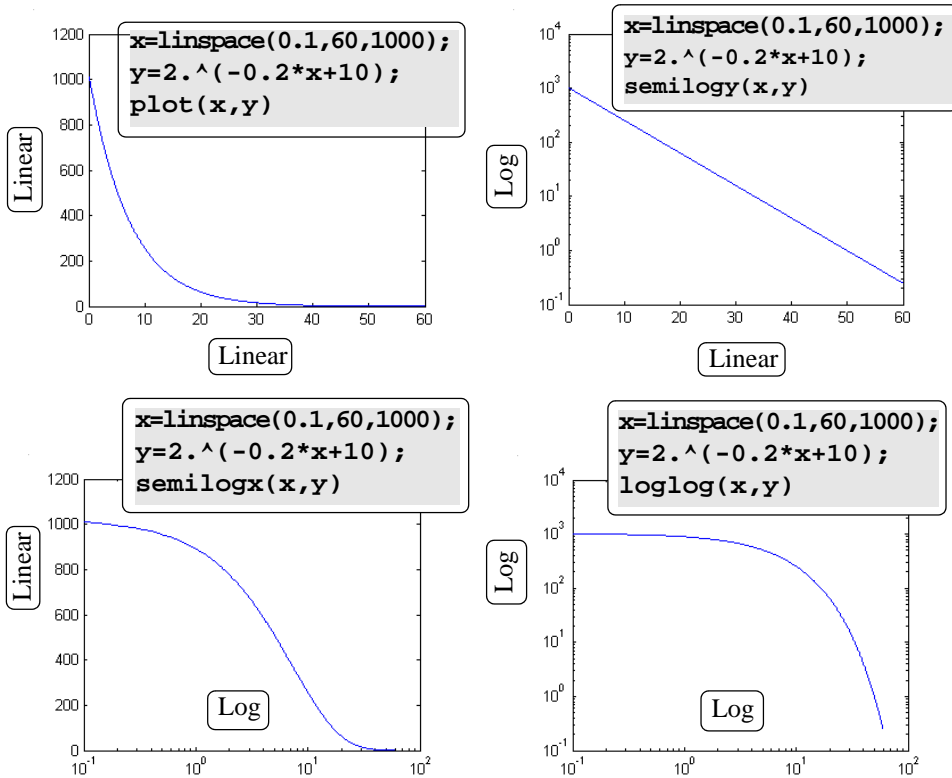 1200
1000
800
600
400
200
0
0 10 20 30 40 50 60
Linear
Linear
x=linspace(0.1,60,1000);
y=2.^(-0.2*x+10);
plot(x,y)
10^4
10^3
10^2
10^1
10^0
10^-1
0 10 20 30 40 50 60
Log
Linear
x=linspace(0.1,60,1000);
y=2.^(-0.2*x+10);
semilogy(x,y)
1200
1000
800
600
400
200
0
10^-1 10^0 10^1 10^2
Linear
Log
x=linspace(0.1,60,1000);
y=2.^(-0.2*x+10);
semilogx(x,y)
10^4
10^3
10^2
10^1
10^0
10^-1
10^-1 10^0 10^1 10^2
Log
Log
x=linspace(0.1,60,1000);
y=2.^(-0.2*x+10);
loglog(x,y)